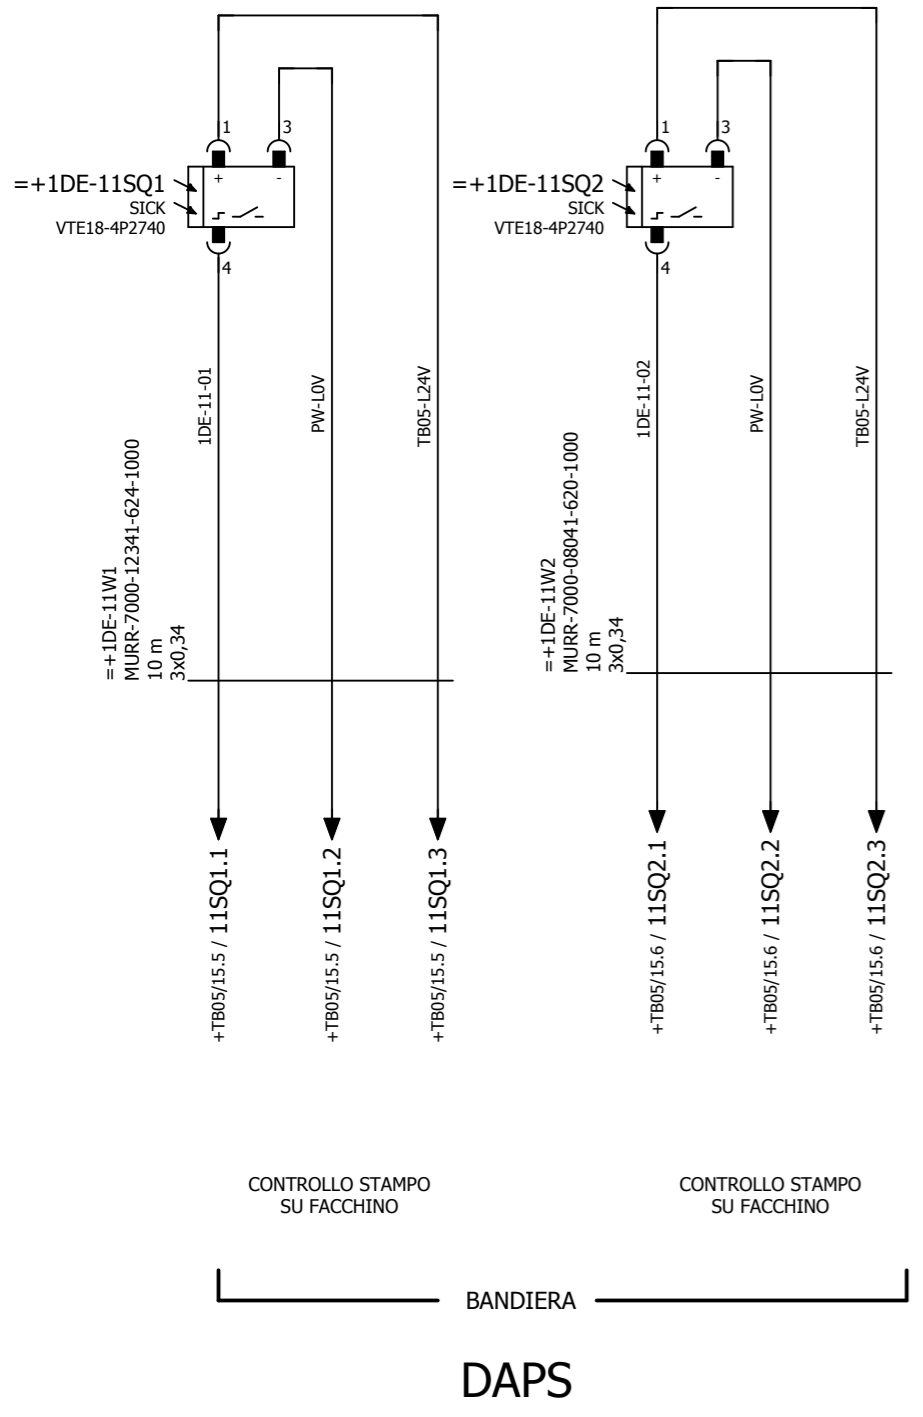 1
3
+
-
=+1DE-11SQ1
SICK
VTE18-4P2740
4
1DE-11-01
PW-L0V
TB05-L24V
=+1DE-11W1
MURR-7000-12341-624-1000
10 m
3x0,34
+TB05/15.5 / 11SQ1.1
+TB05/15.5 / 11SQ1.2
+TB05/15.5 / 11SQ1.3
CONTROLLO STAMPO
SU FACCHINO
1
3
+
-
=+1DE-11SQ2
SICK
VTE18-4P2740
4
1DE-11-02
PW-L0V
TB05-L24V
=+1DE-11W2
MURR-7000-08041-620-1000
10 m
3x0,34
+TB05/15.6 / 11SQ2.1
+TB05/15.6 / 11SQ2.2
+TB05/15.6 / 11SQ2.3
CONTROLLO STAMPO
SU FACCHINO
BANDIERA
DAPS